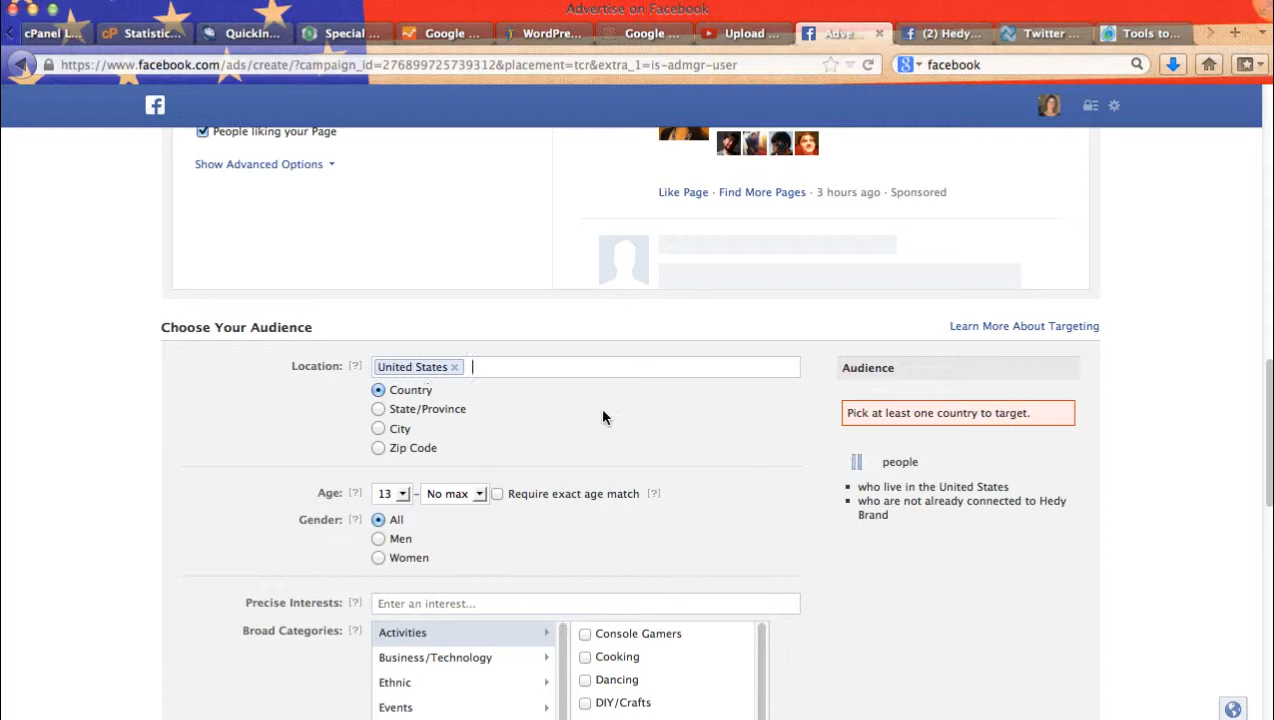 Advertise on Facebook
cPanel L... Statistic... QuickIn... Special ... Google ... WordPre... Google ... Upload ... Adve... (2) Hedy... Twitter ... Tools to...
https://www.facebook.com/ads/create/?campaign_id=276899725739312&placement=tcr&extra_1=is-admgr-user facebook
People liking your Page
Show Advanced Options
Like Page · Find More Pages · 3 hours ago · Sponsored
Choose Your Audience
Learn More About Targeting
Location: [?] United States
Country
State/Province
City
Zip Code
Audience
Pick at least one country to target.
people
who live in the United States
who are not already connected to Hedy
Brand
Age: [?] 13 – No max Require exact age match [?]
Gender: [?] All
Men
Women
Precise Interests: [?] Enter an interest...
Broad Categories: [?] Activities
Business/Technology
Ethnic
Events
Console Gamers
Cooking
Dancing
DIY/Crafts